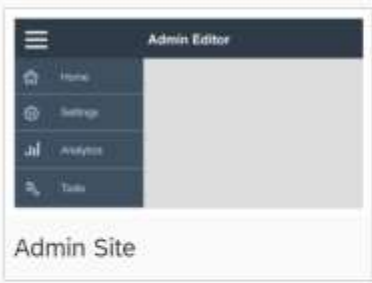 Admin Editor
Home
Settings
Analytics
Tools
Admin Site